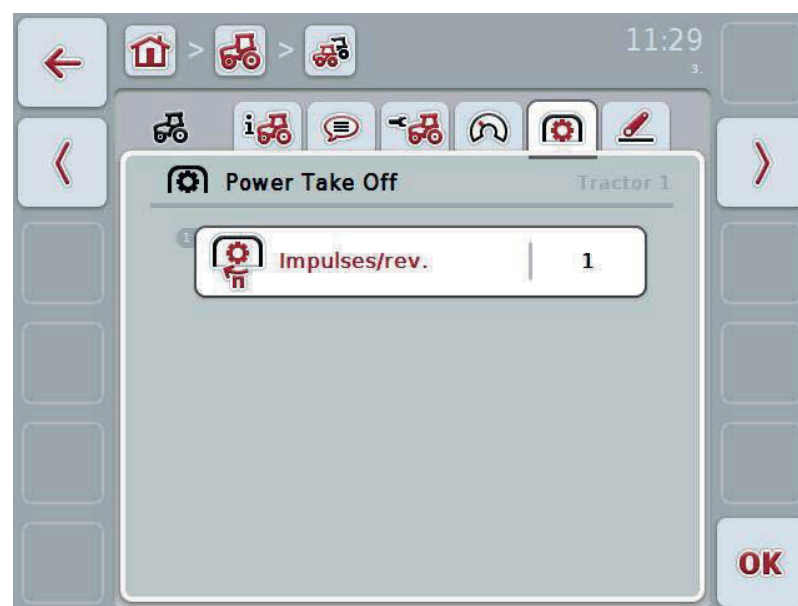 > >
11:29
3.
i
Power Take Off
Tractor 1
1
n
Impulses/rev.
1
OK